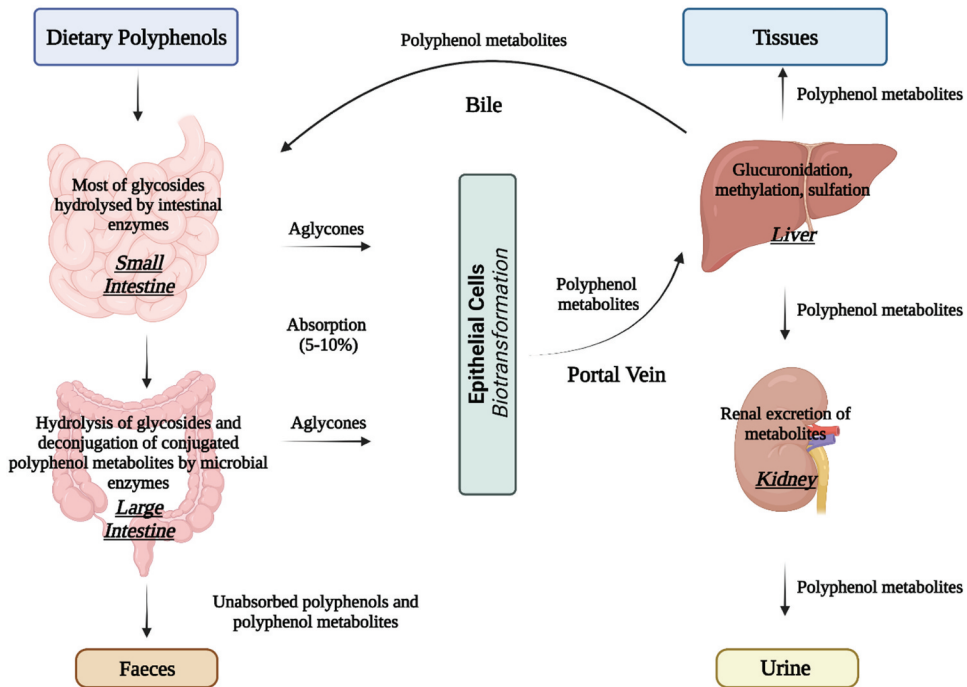 Dietary Polyphenols
Most of glycosides
hydrolysed by intestinal
enzymes
Small
Intestine
Hydrolysis of glycosides and
deconjugation of conjugated
polyphenol metabolites by microbial
enzymes
Large
Intestine
Unabsorbed polyphenols and
polyphenol metabolites
Faeces
Aglycones
Absorption
(5-10%)
Aglycones
Polyphenol metabolites
Bile
Epithelial Cells
Biotransformation
Polyphenol
metabolites
Portal Vein
Tissues
Polyphenol metabolites
Glucuronidation,
methylation, sulfation
Liver
Polyphenol metabolites
Renal excretion of
metabolites
Kidney
Polyphenol metabolites
Urine